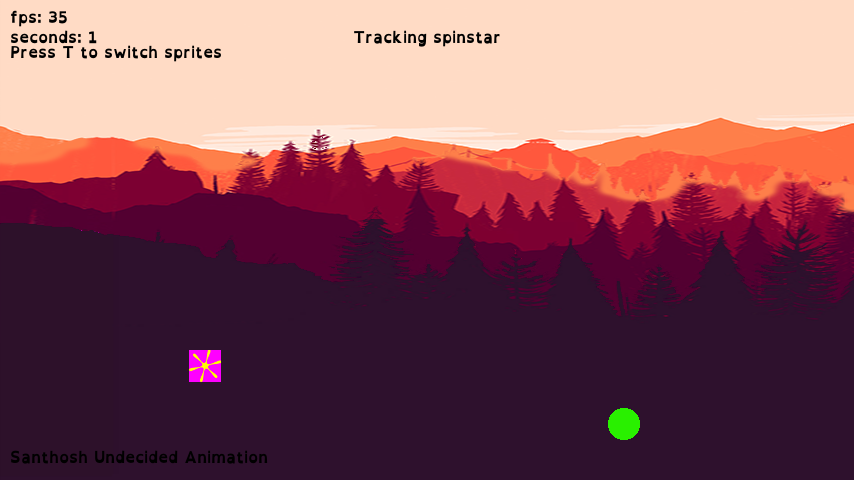 fps: 35
seconds: 1
Tracking spinstar
Press T to switch sprites
Santhosh Undecided Animation